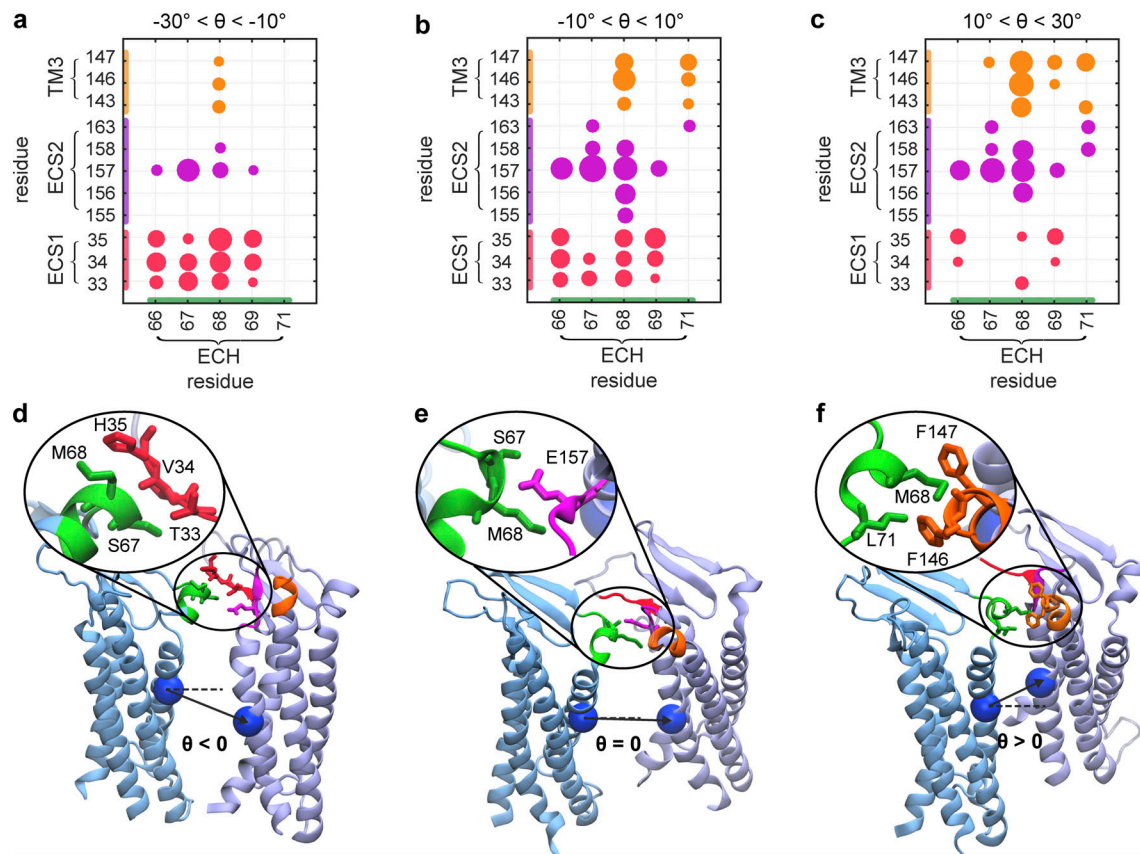 a
-30° < θ < -10°
TM3
147
146
143
ECS2
163
158
157
156
155
ECS1
35
34
33
residue
66
67
68
69
71
ECH
residue
b
-10° < θ < 10°
TM3
147
146
143
ECS2
163
158
157
156
155
ECS1
35
34
33
residue
66
67
68
69
71
ECH
residue
c
10° < θ < 30°
TM3
147
146
143
ECS2
163
158
157
156
155
ECS1
35
34
33
residue
66
67
68
69
71
ECH
residue
d
H35
M68
V34
S67
T33
θ < 0
e
S67
E157
M68
θ = 0
f
F147
M68
L71
F146
θ > 0